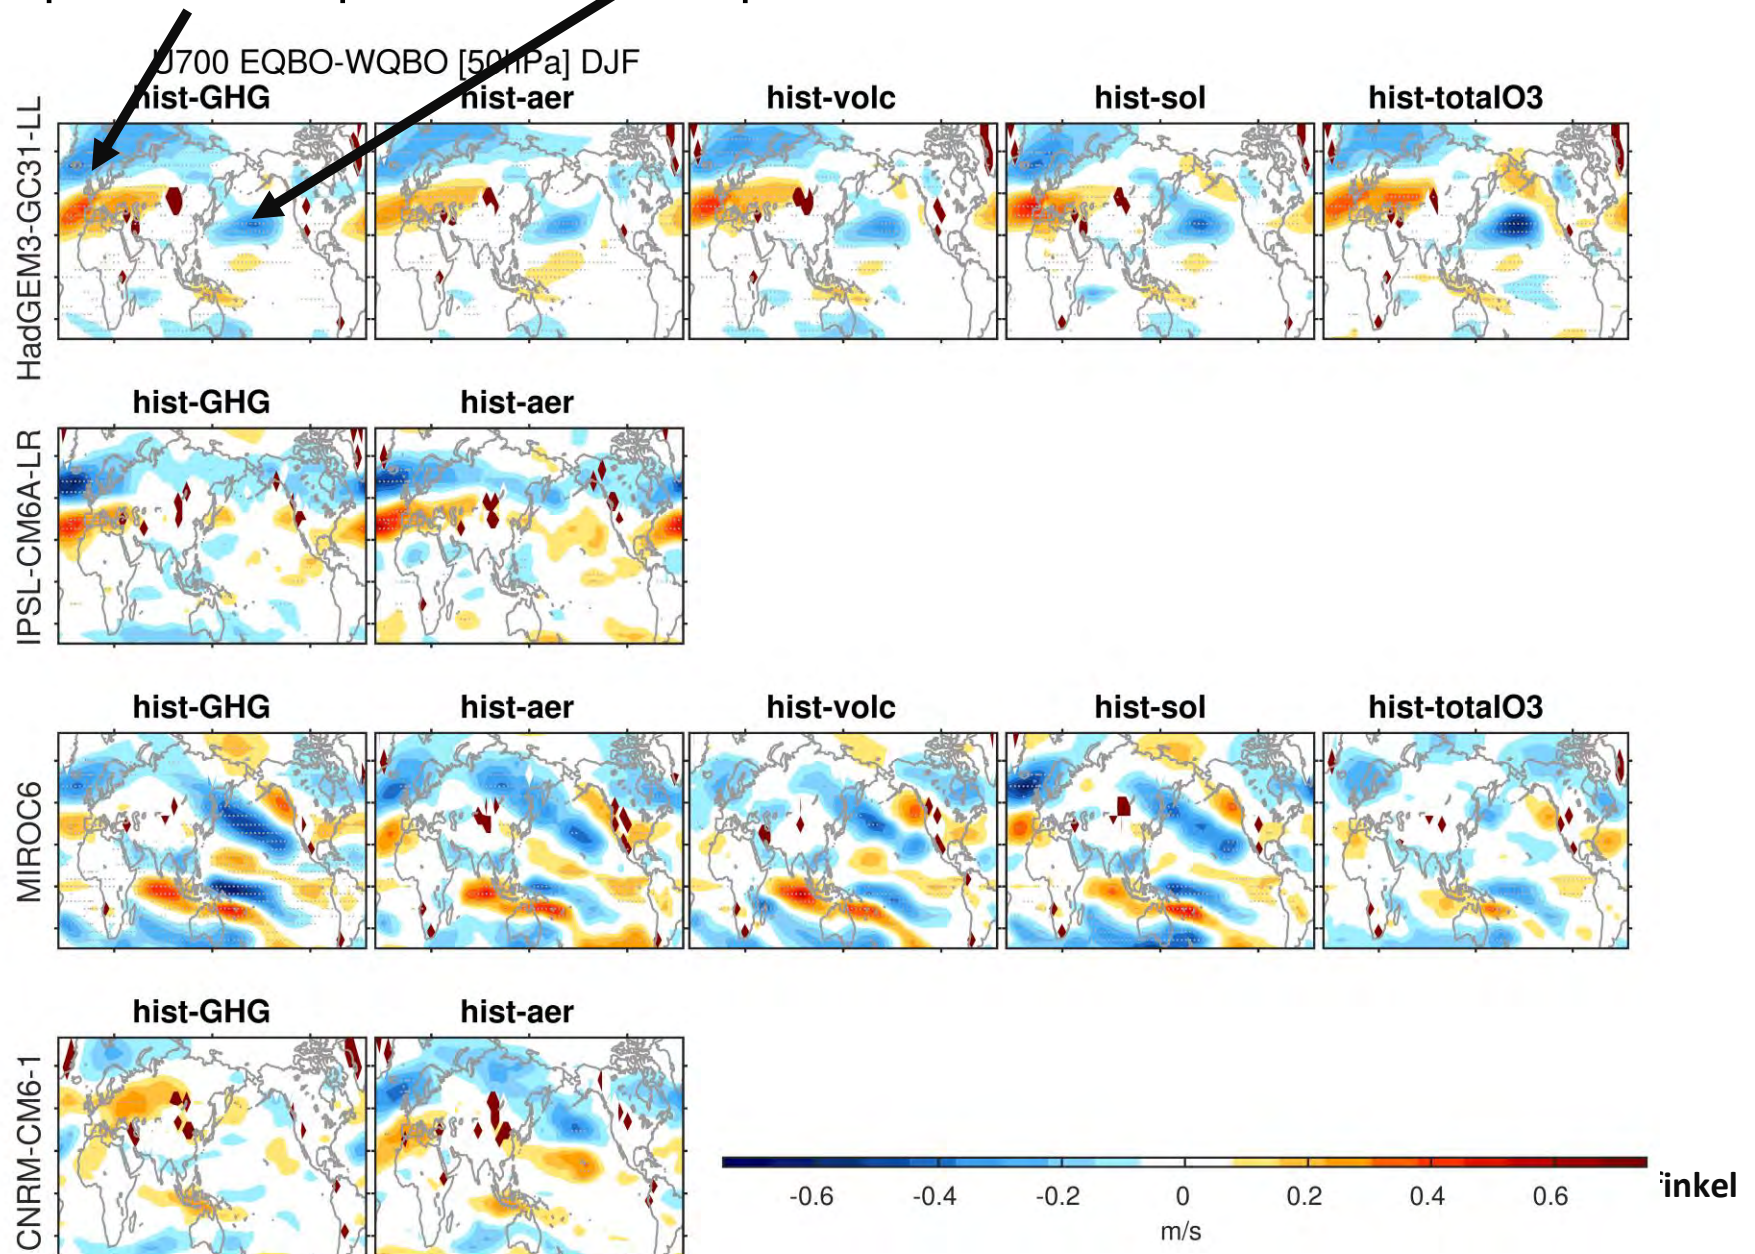 U700 EQBO-WQBO [50hPa] DJF
hist-GHG hist-aer hist-volc hist-sol hist-totalO3
HadGEM3-GC31-LL
hist-GHG hist-aer
IPSL-CM6A-LR
hist-GHG hist-aer hist-volc hist-sol hist-totalO3
MIROC6
hist-GHG hist-aer
CNRM-CM6-1
-0.6 -0.4 -0.2 0 0.2 0.4 0.6
m/s
inkel